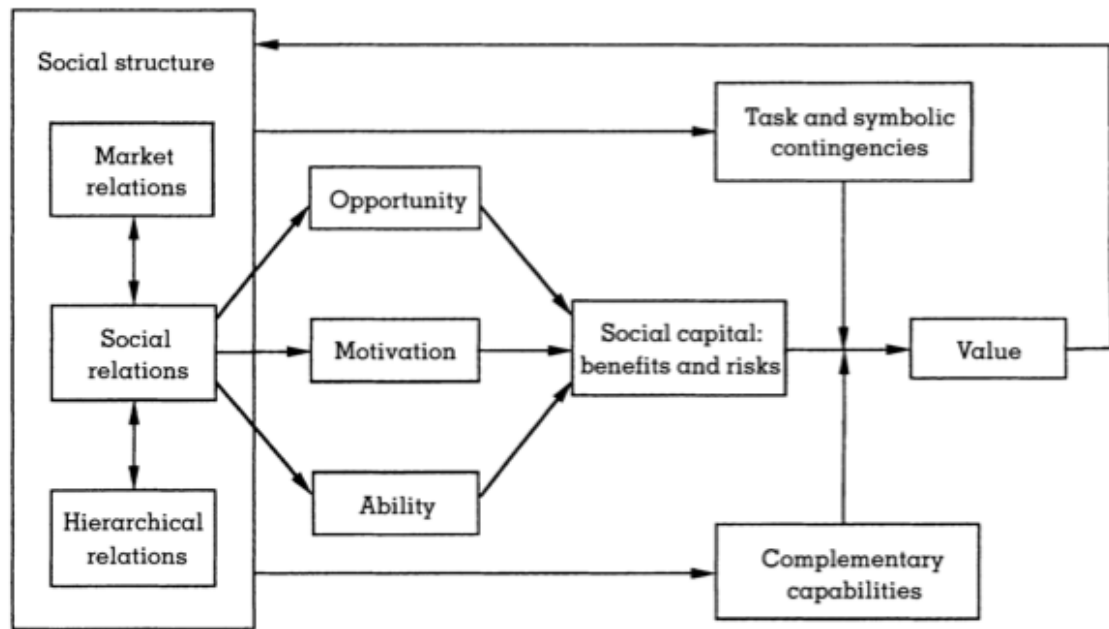 Social structure
Market
relations
Social
relations
Hierarchical
relations
Opportunity
Motivation
Ability
Social capital:
benefits and risks
Task and symbolic
contingencies
Value
Complementary
capabilities